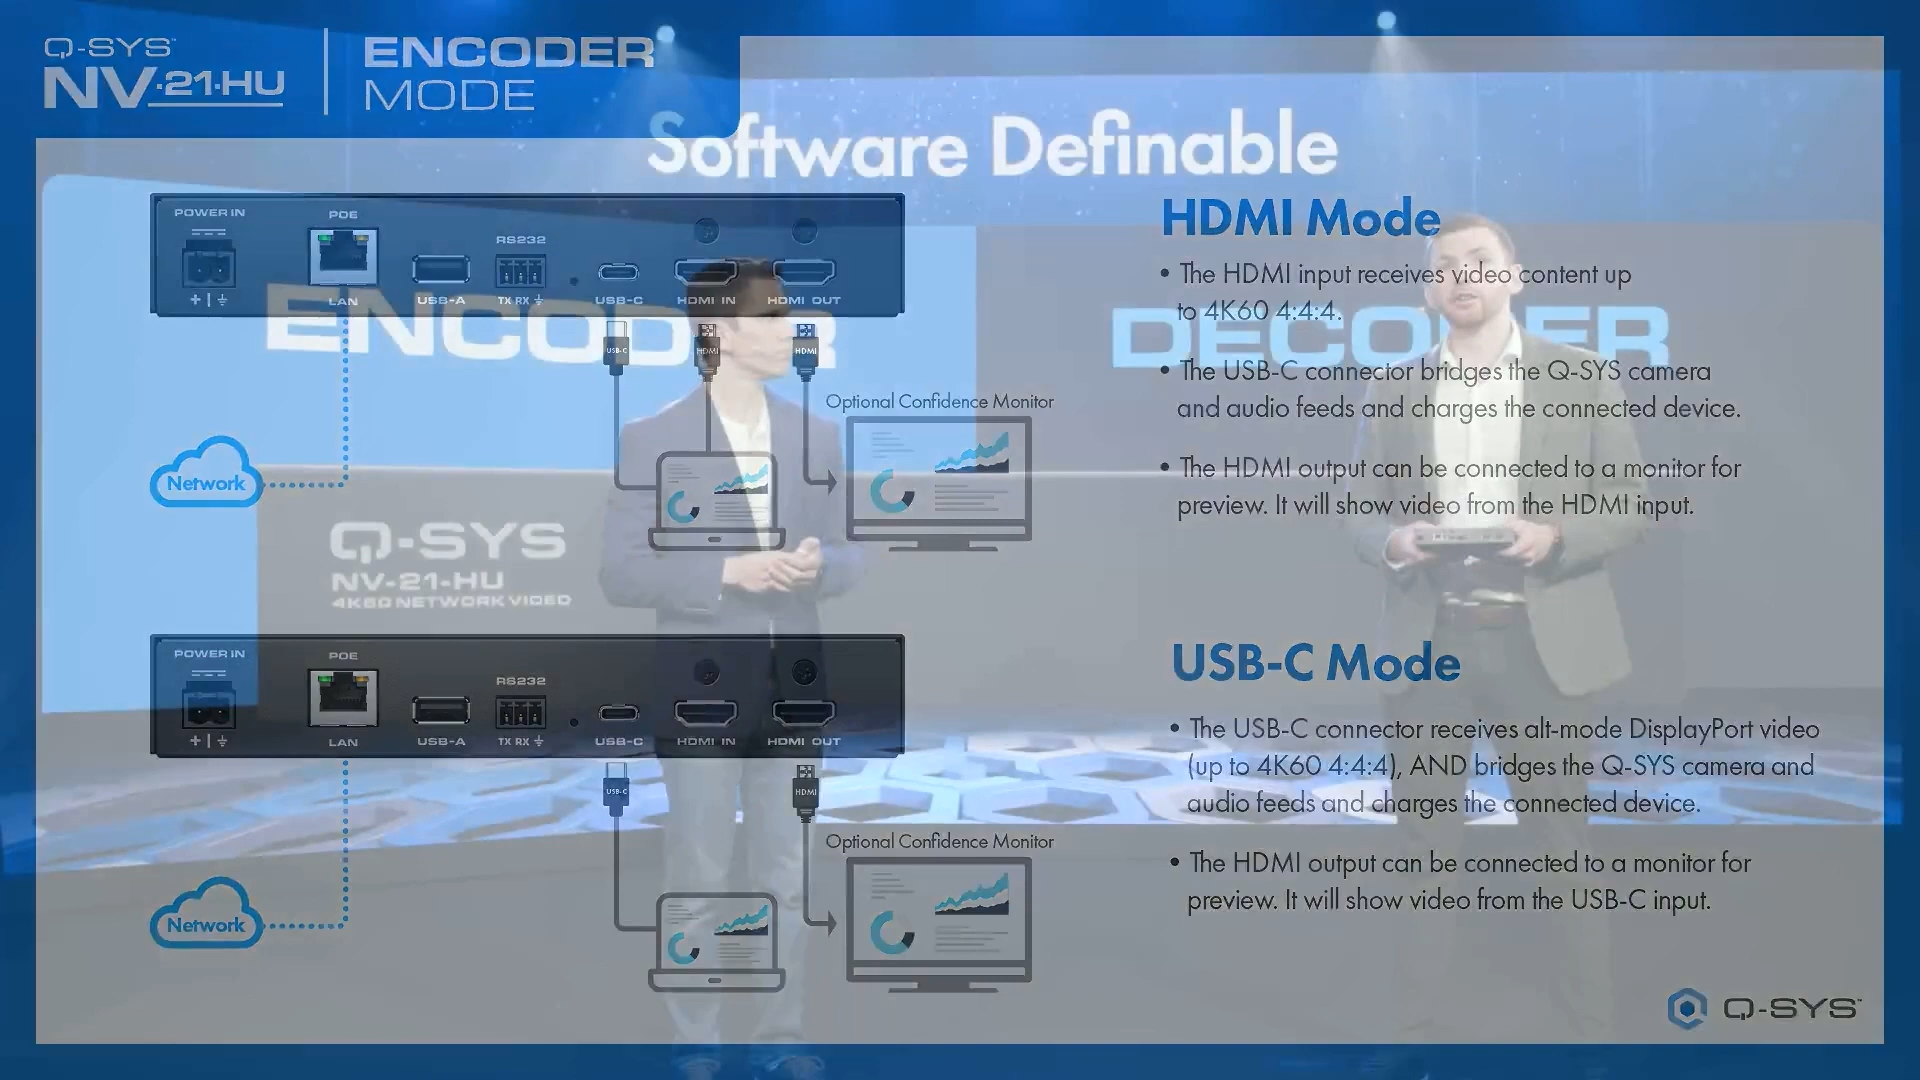 Q-SYS™
NV-21-HU
ENCODER
MODE
Software Definable
POWER IN
POE
RS232
LAN
USB-A
TX RX
USB-C
HDMI IN
HDMI OUT
ENCODER
DECODER
USB-C
HDMI
HDMI
Optional Confidence Monitor
Network
Q-SYS
NV-21-HU
4K60 NETWORK VIDEO
HDMI Mode
• The HDMI input receives video content up
to 4K60 4:4:4.
• The USB-C connector bridges the Q-SYS camera
and audio feeds and charges the connected device.
• The HDMI output can be connected to a monitor for
preview. It will show video from the HDMI input.
POWER IN
POE
RS232
LAN
USB-A
TX RX
USB-C
HDMI IN
HDMI OUT
USB-C
HDMI
Optional Confidence Monitor
Network
USB-C Mode
• The USB-C connector receives alt-mode DisplayPort video
(up to 4K60 4:4:4), AND bridges the Q-SYS camera and
audio feeds and charges the connected device.
• The HDMI output can be connected to a monitor for
preview. It will show video from the USB-C input.
Q-SYS™